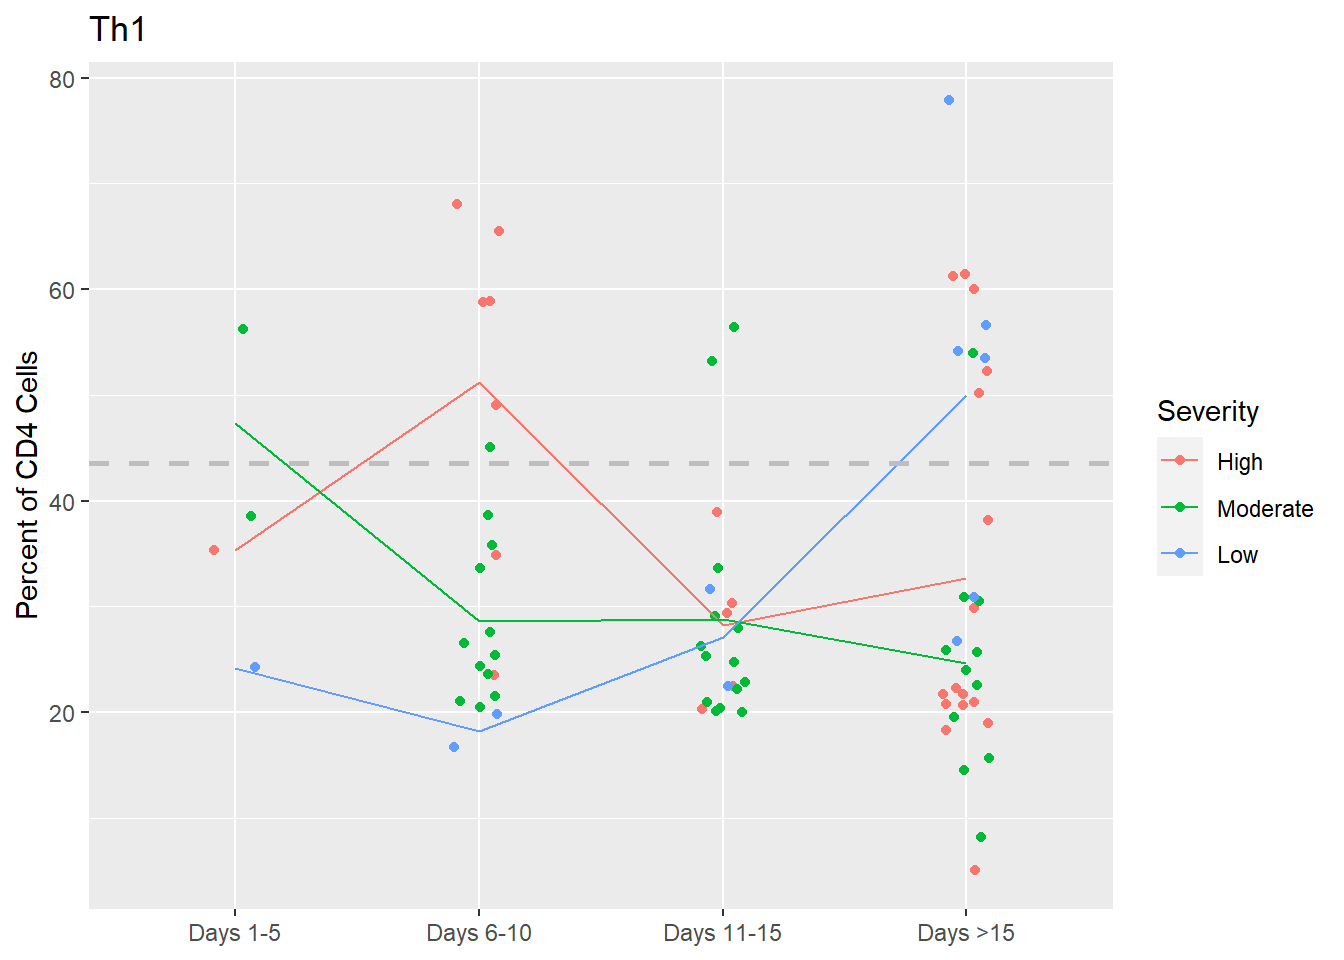 Th1
Percent of CD4 Cells
80
60
40
20
Days 1-5
Days 6-10
Days 11-15
Days >15
Severity
High
Moderate
Low